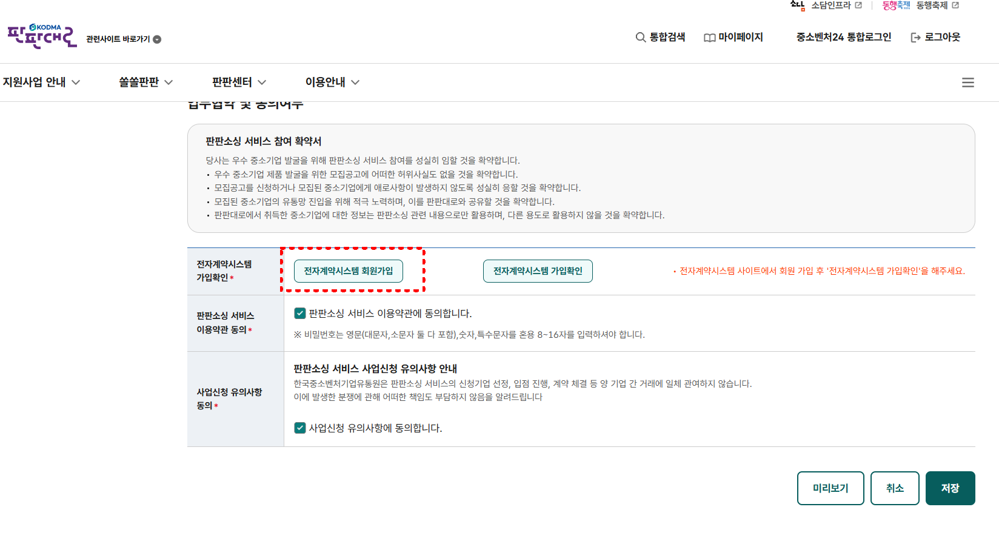 소담 소담인프라 동행축제 동행축제
KODMA
판판대로 관련사이트 바로가기
통합검색 마이페이지 중소벤처24 통합로그인 로그아웃
지원사업 안내 쏠쏠판판 판판센터 이용안내
업무협약 및 동의여부
판판소싱 서비스 참여 확약서
당사는 우수 중소기업 발굴을 위해 판판소싱 서비스 참여를 성실히 임할 것을 확약합니다.
• 우수 중소기업 제품 발굴을 위한 모집공고에 어떠한 허위사실도 없을 것을 확약합니다.
• 모집공고를 신청하거나 모집된 중소기업에게 애로사항이 발생하지 않도록 성실히 응할 것을 확약합니다.
• 모집된 중소기업의 유통망 진입을 위해 적극 노력하며, 이를 판판대로와 공유할 것을 확약합니다.
• 판판대로에서 취득한 중소기업에 대한 정보는 판판소싱 관련 내용으로만 활용하며, 다른 용도로 활용하지 않을 것을 확약합니다.
전자계약시스템
가입확인*
전자계약시스템 회원가입 전자계약시스템 가입확인 • 전자계약시스템 사이트에서 회원 가입 후 '전자계약시스템 가입확인'을 해주세요.
판판소싱 서비스
이용약관 동의*
판판소싱 서비스 이용약관에 동의합니다.
※ 비밀번호는 영문(대문자,소문자 둘 다 포함),숫자,특수문자를 혼용 8~16자를 입력하셔야 합니다.
사업신청 유의사항
동의*
판판소싱 서비스 사업신청 유의사항 안내
한국중소벤처기업유통원은 판판소싱 서비스의 신청기업 선정, 입점 진행, 계약 체결 등 양 기업 간 거래에 일체 관여하지 않습니다.
이에 발생한 분쟁에 관해 어떠한 책임도 부담하지 않음을 알려드립니다
사업신청 유의사항에 동의합니다.
미리보기 취소 저장